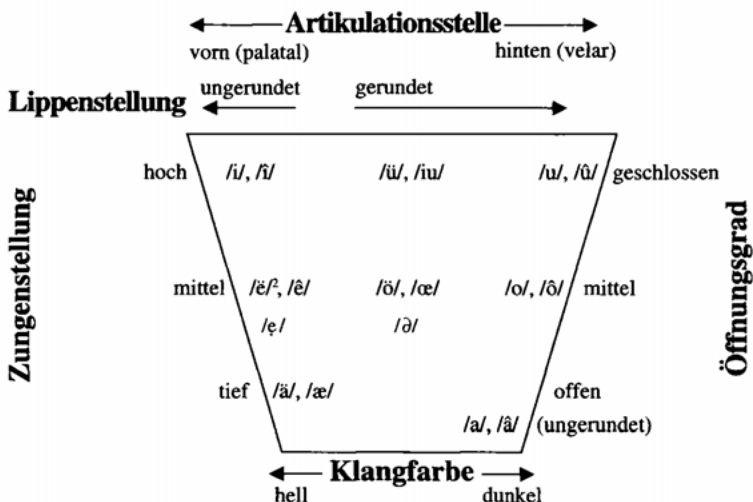 Artikulationsstelle
vorn (palatal) hinten (velar)
ungerundet gerundet
Lippenstellung
hoch /i/, /î/ /ü/, /iu/ /u/, /û/ geschlossen
Zungenstellung
Öffnungsgrad
mittel /ë/², /ê/ /ö/, /œ/ /o/, /ô/ mittel
/ẹ/ /∂/
tief /ä/, /æ/ offen
/a/, /â/ (ungerundet)
Klangfarbe
hell dunkel